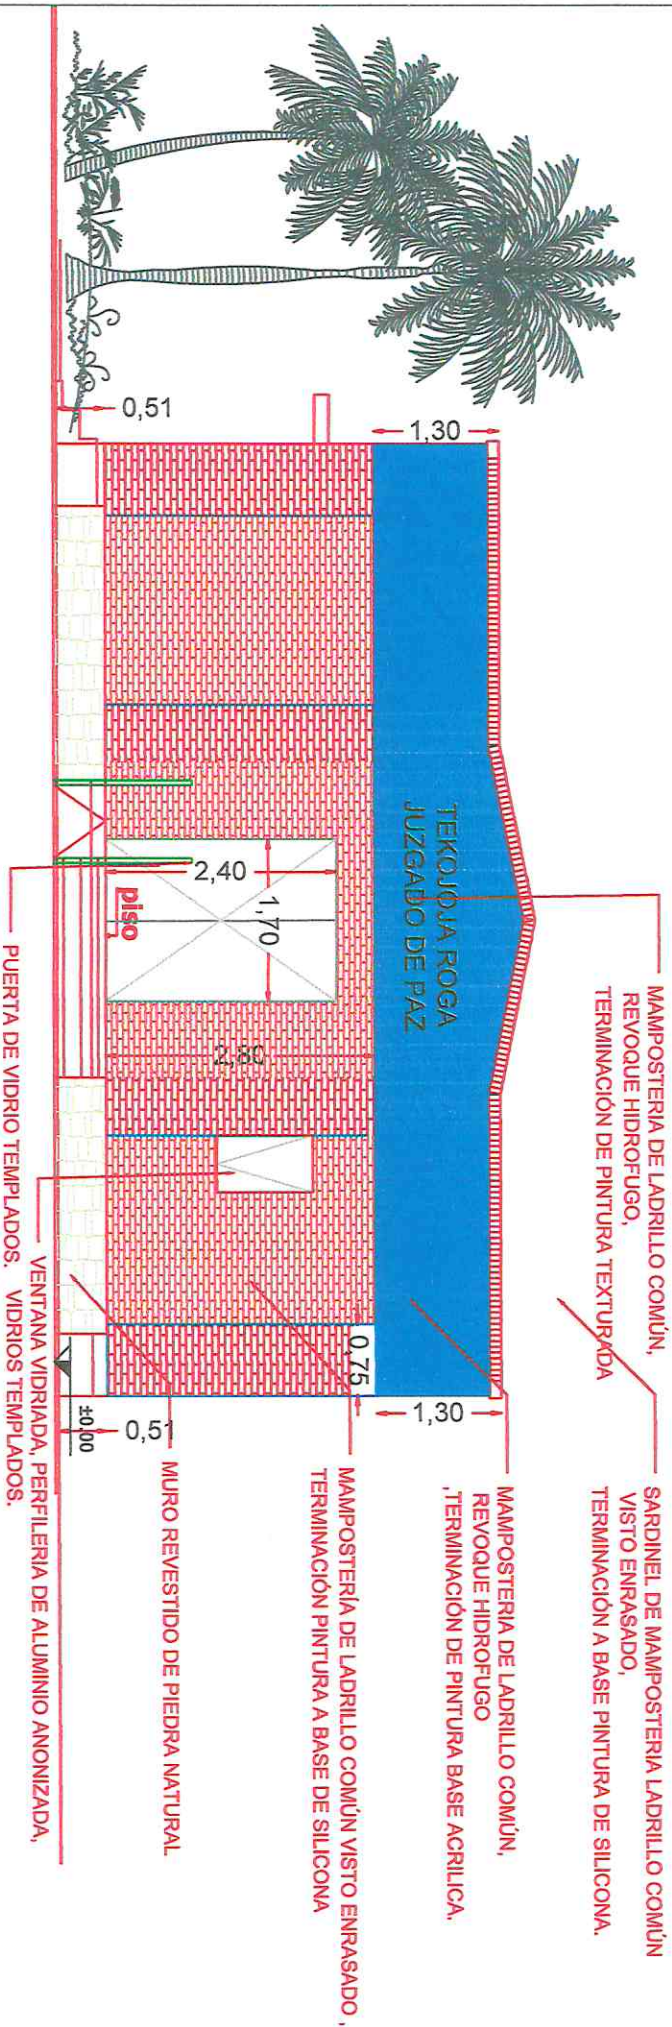 MAMPOSTERIA DE LADRILLO COMÚN,
REVOQUE HIDROFUGO,
TERMINACIÓN DE PINTURA TEXTURADA
SARDINEL DE MAMPOSTERIA LADRILLO COMÚN
VISTO ENRASADO,
TERMINACIÓN A BASE PINTURA DE SILICONA.
1,30
TEKOJOJA ROGA
JUZGADO DE PAZ
1,30
MAMPOSTERIA DE LADRILLO COMÚN,
REVOQUE HIDROFUGO
,TERMINACIÓN DE PINTURA BASE ACRILICA.
0,75
MAMPOSTERÍA DE LADRILLO COMÚN VISTO ENRASADO ,
TERMINACIÓN PINTURA A BASE DE SILICONA
2,40
1,70
2,80
0,51
piso
±0,00
0,51
MURO REVESTIDO DE PIEDRA NATURAL
VENTANA VIDRIADA, PERFILERIA DE ALUMINIO ANONIZADA,
PUERTA DE VIDRIO TEMPLADOS. VIDRIOS TEMPLADOS.